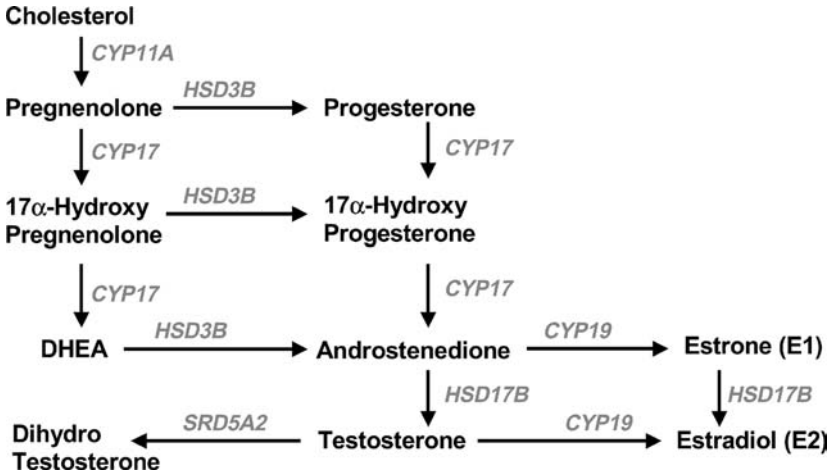 Cholesterol
CYP11A
Pregnenolone
HSD3B
Progesterone
CYP17
CYP17
17α-Hydroxy
Pregnenolone
HSD3B
17α-Hydroxy
Progesterone
CYP17
CYP17
DHEA
HSD3B
Androstenedione
CYP19
Estrone (E1)
HSD17B
HSD17B
Dihydro
Testosterone
SRD5A2
Testosterone
CYP19
Estradiol (E2)